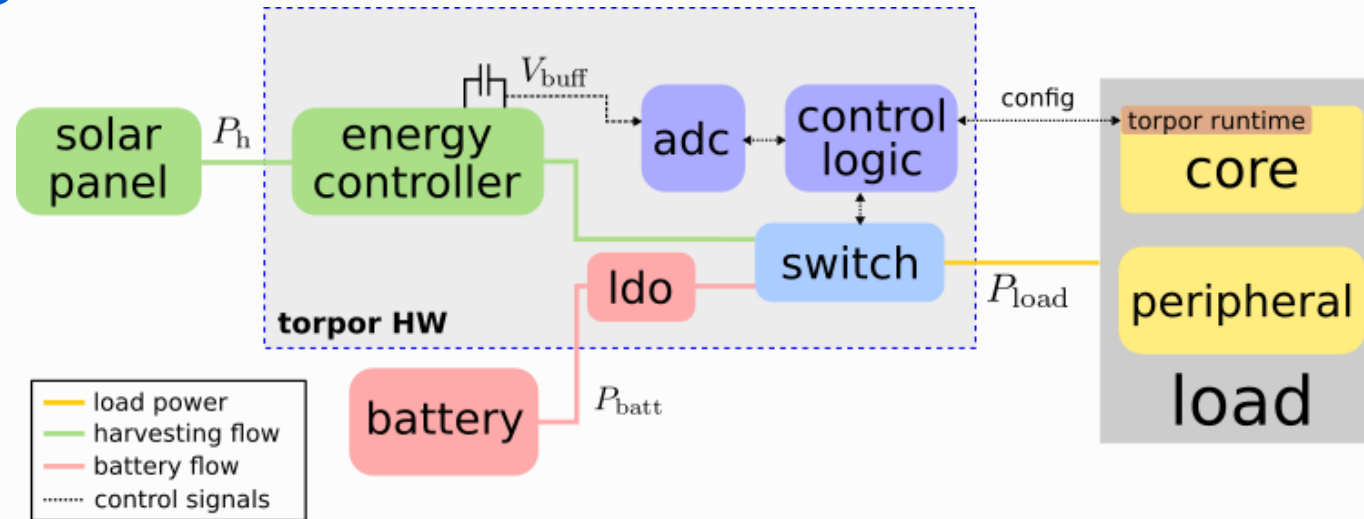 solar
panel
P_h
energy
controller
V_buff
adc
control
logic
config
torpor runtime
core
switch
ldo
P_load
peripheral
torpor HW
battery
P_batt
load
load power
harvesting flow
battery flow
control signals